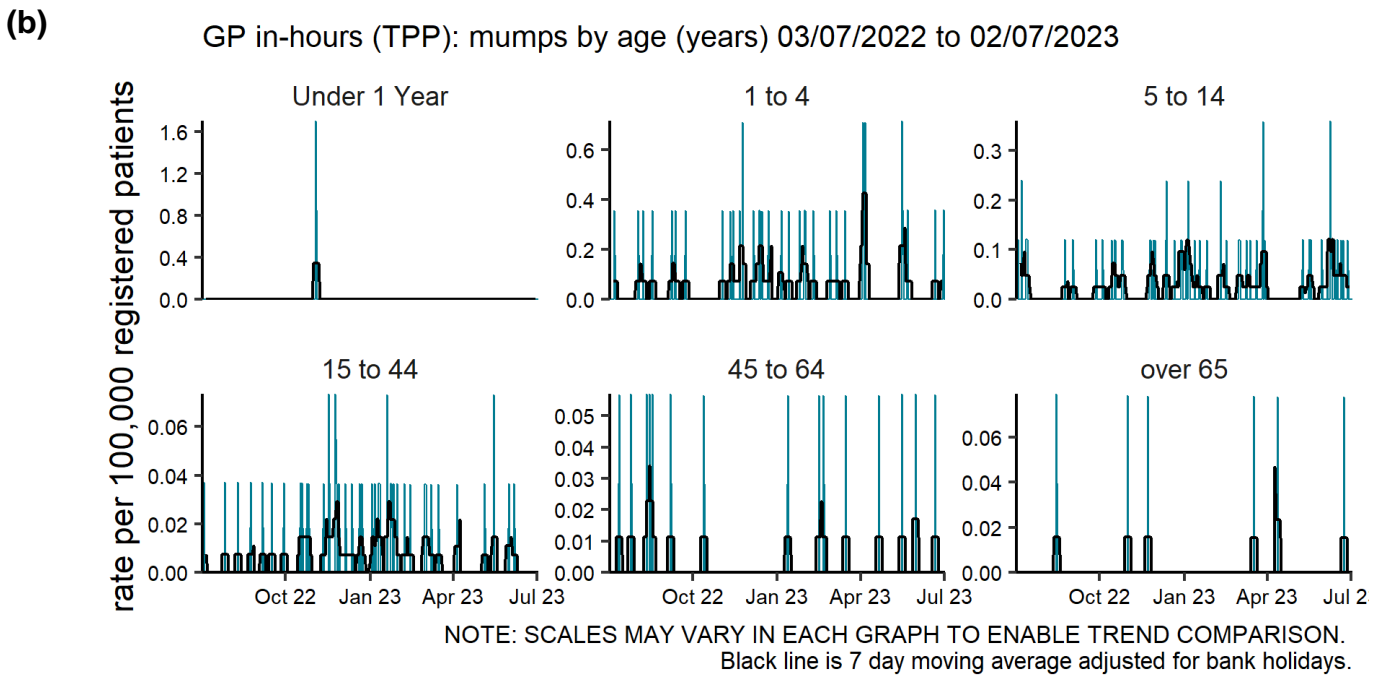 (b)
GP in-hours (TPP): mumps by age (years) 03/07/2022 to 02/07/2023
rate per 100,000 registered patients
Under 1 Year
1.6
1.2
0.8
0.4
0.0
1 to 4
0.6
0.4
0.2
0.0
5 to 14
0.3
0.2
0.1
0.0
15 to 44
0.06
0.04
0.02
0.00
Oct 22 Jan 23 Apr 23 Jul 23
45 to 64
0.05
0.04
0.03
0.02
0.01
0.00
Oct 22 Jan 23 Apr 23 Jul 23
over 65
0.06
0.04
0.02
0.00
Oct 22 Jan 23 Apr 23 Jul 2
NOTE: SCALES MAY VARY IN EACH GRAPH TO ENABLE TREND COMPARISON.
Black line is 7 day moving average adjusted for bank holidays.